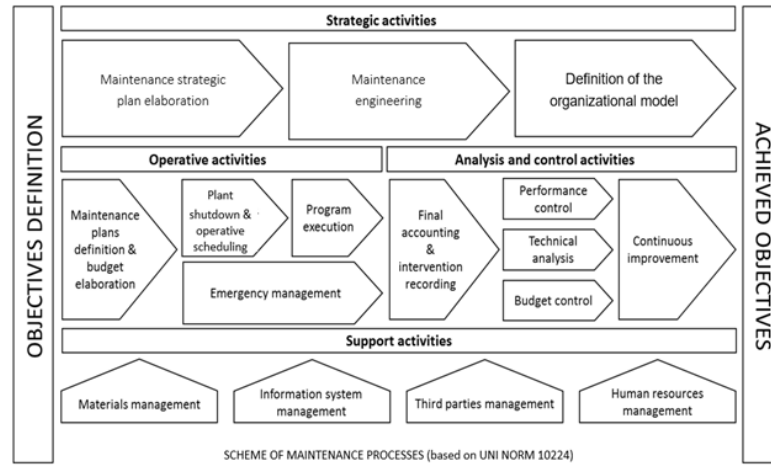 OBJECTIVES DEFINITION
Strategic activities
Maintenance strategic
plan elaboration
Maintenance
engineering
Definition of the
organizational model
Operative activities
Analysis and control activities
Maintenance
plans
definition &
budget
elaboration
Plant
shutdown &
operative
scheduling
Program
execution
Emergency management
Final
accounting
&
intervention
recording
Performance
control
Technical
analysis
Budget control
Continuous
improvement
Support activities
Materials management
Information system
management
Third parties management
Human resources
management
ACHIEVED OBJECTIVES
SCHEME OF MAINTENANCE PROCESSES (based on UNI NORM 10224)